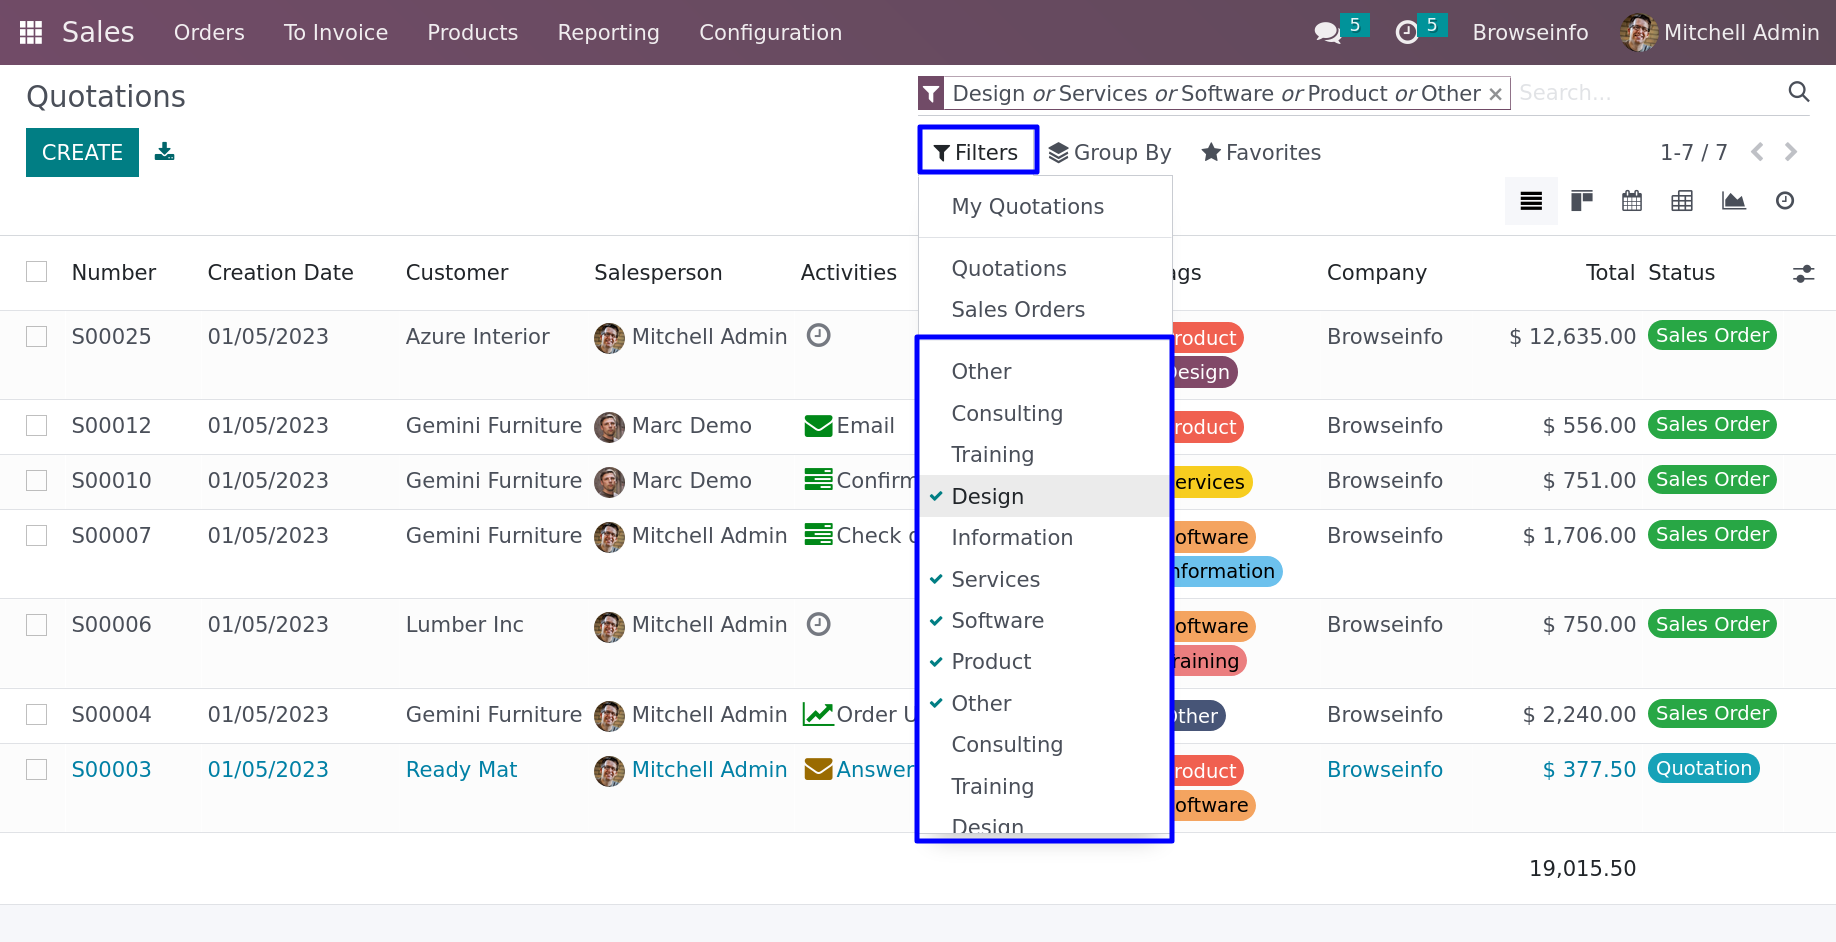 Sales Orders To Invoice Products Reporting Configuration 5 5 Browseinfo Mitchell Admin
Quotations
Design or Services or Software or Product or Other × Search...
CREATE
Filters Group By Favorites 1-7 / 7
My Quotations
Quotations
Sales Orders
Other
Consulting
Training
Design
Information
Services
Software
Product
Other
Consulting
Training
Design
Number Creation Date Customer Salesperson Activities ags Company Total Status
S00025 01/05/2023 Azure Interior Mitchell Admin roduct Browseinfo $ 12,635.00 Sales Order
esign
S00012 01/05/2023 Gemini Furniture Marc Demo Email roduct Browseinfo $ 556.00 Sales Order
S00010 01/05/2023 Gemini Furniture Marc Demo Confirm ervices Browseinfo $ 751.00 Sales Order
S00007 01/05/2023 Gemini Furniture Mitchell Admin Check oftware Browseinfo $ 1,706.00 Sales Order
nformation
S00006 01/05/2023 Lumber Inc Mitchell Admin oftware Browseinfo $ 750.00 Sales Order
raining
S00004 01/05/2023 Gemini Furniture Mitchell Admin Order U ther Browseinfo $ 2,240.00 Sales Order
S00003 01/05/2023 Ready Mat Mitchell Admin Answer roduct Browseinfo $ 377.50 Quotation
oftware
19,015.50